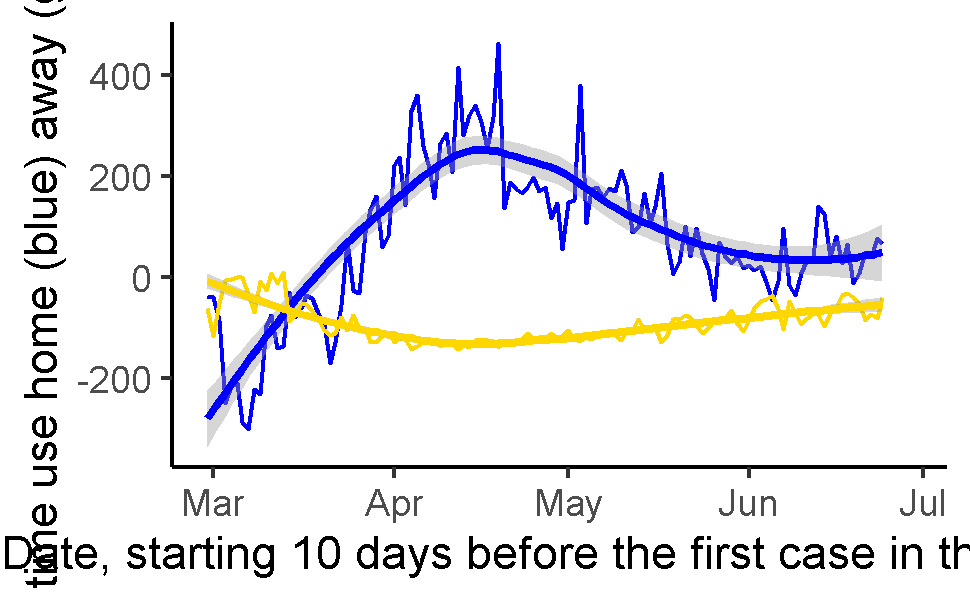 time use home (blue) away (
400
200
0
-200
Mar Apr May Jun Jul
Date, starting 10 days before the first case in th